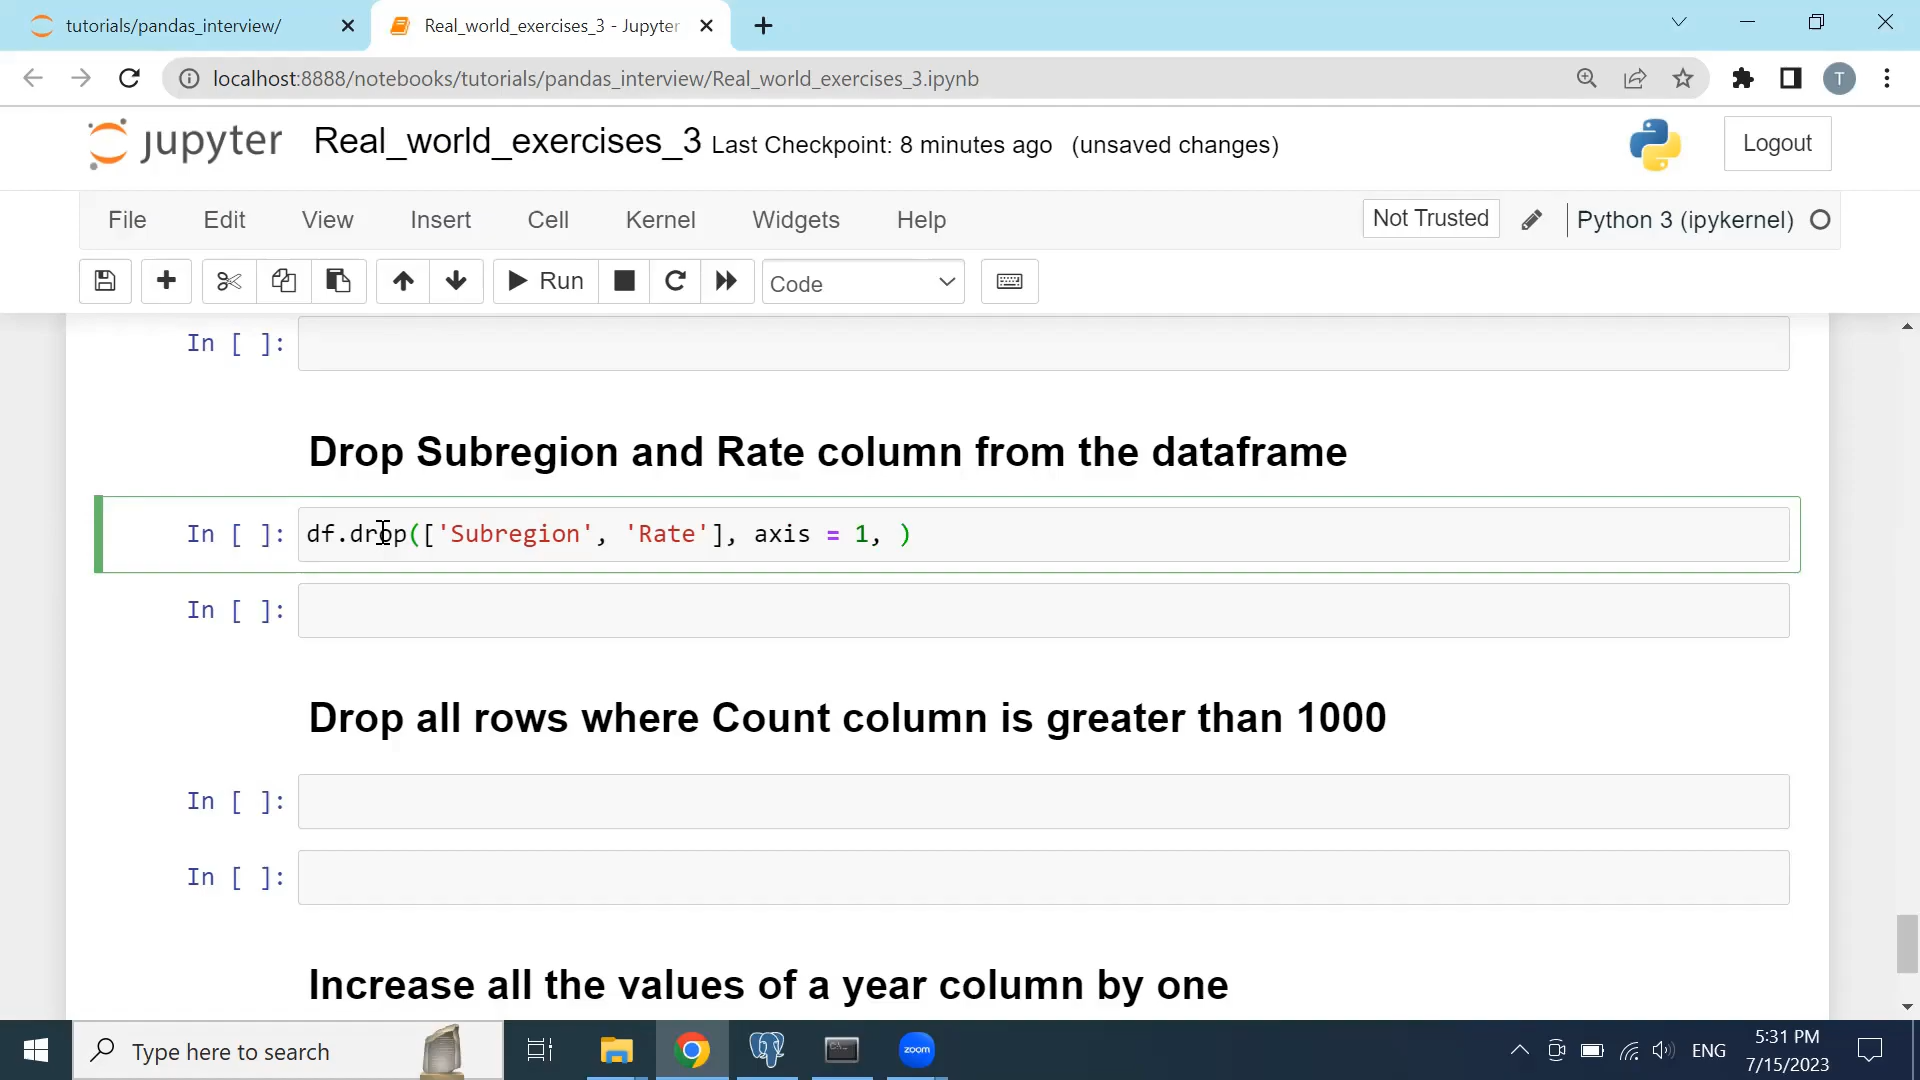 tutorials/pandas_interview/
Real_world_exercises_3 - Jupyter
localhost:8888/notebooks/tutorials/pandas_interview/Real_world_exercises_3.ipynb
T
jupyter
Real_world_exercises_3 Last Checkpoint: 8 minutes ago (unsaved changes)
Logout
File Edit View Insert Cell Kernel Widgets Help
Not Trusted
Python 3 (ipykernel)
Run
Code
In [ ]:
Drop Subregion and Rate column from the dataframe
In [ ]: df.drop(['Subregion', 'Rate'], axis = 1, )
In [ ]:
Drop all rows where Count column is greater than 1000
In [ ]:
In [ ]:
Increase all the values of a year column by one
Type here to search
zoom
ENG
5:31 PM
7/15/2023